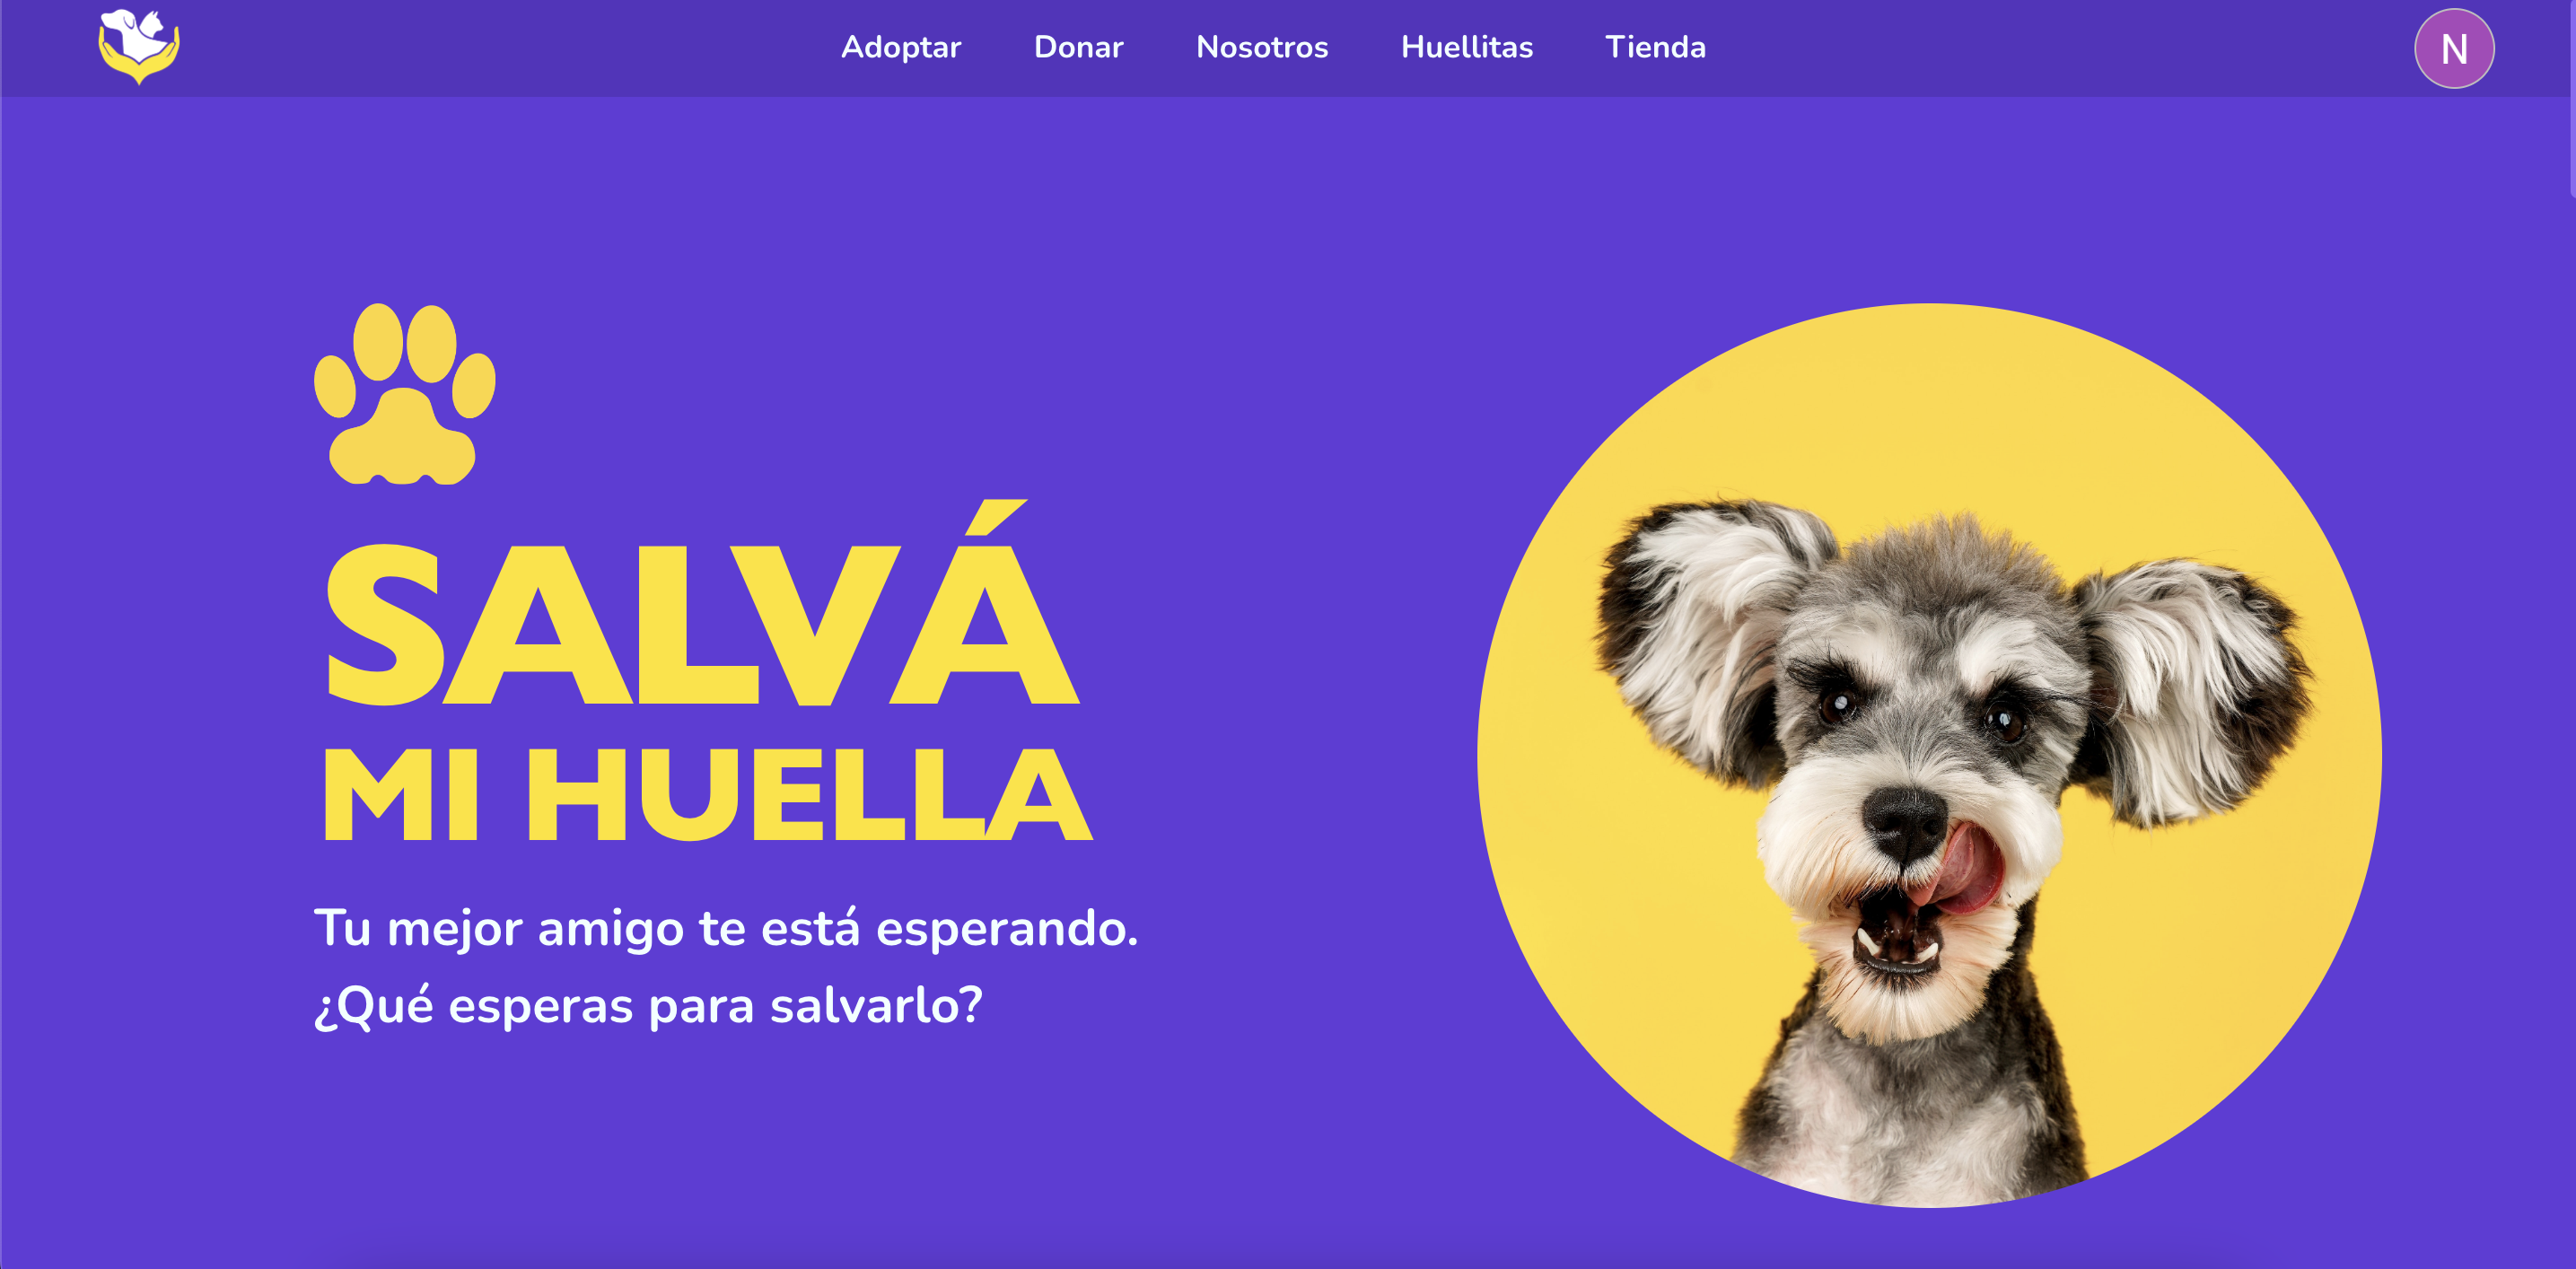 Adoptar
Donar
Nosotros
Huellitas
Tienda
N
SALVÁ
MI HUELLA
Tu mejor amigo te está esperando.
¿Qué esperas para salvarlo?